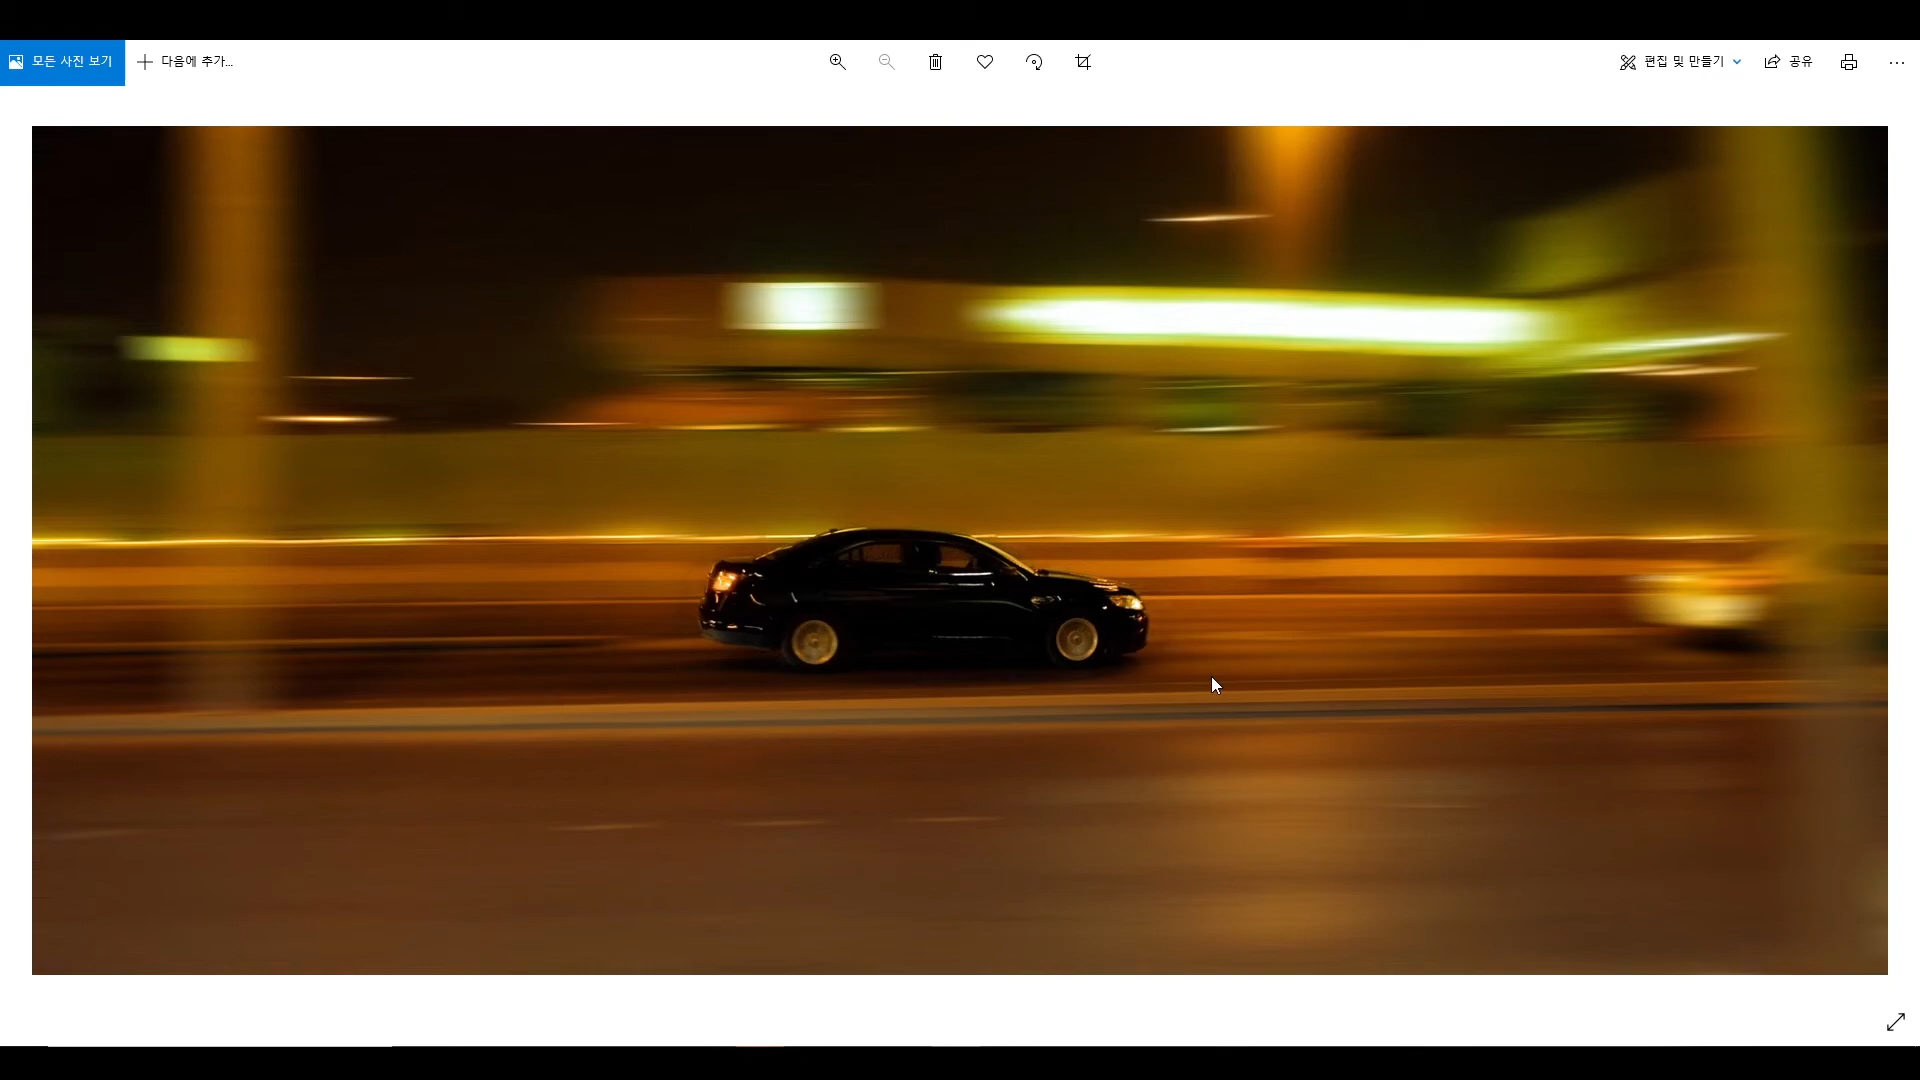 모든 사진 보기
다음에 추가...
편집 및 만들기
공유